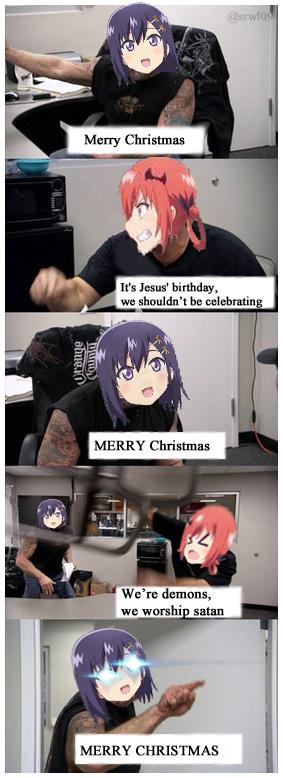 @srwl09
Merry Christmas
It's Jesus' birthday,
we shouldn't be celebrating
Orange
County
MERRY Christmas
We're demons,
we worship satan
MERRY CHRISTMAS